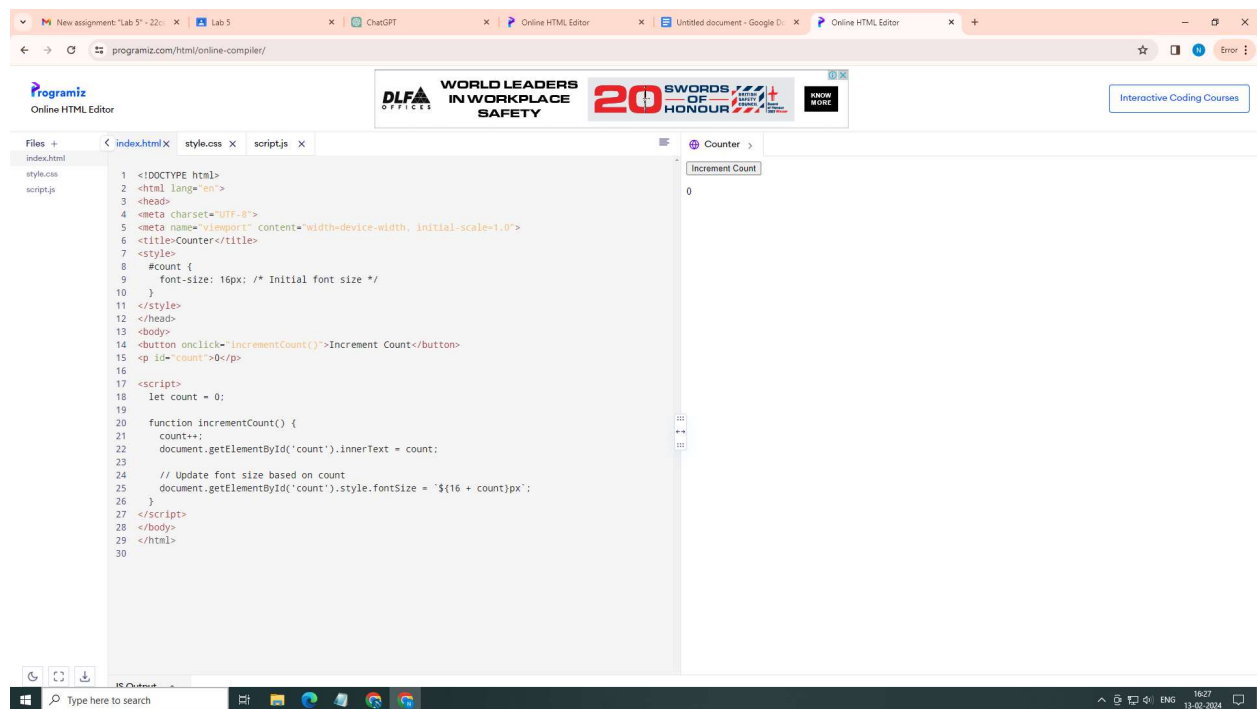 New assignment: "Lab 5" - 22c
Lab 5
ChatGPT
Online HTML Editor
Untitled document - Google Do
Online HTML Editor
programiz.com/html/online-compiler/
N
Error
Programiz
Online HTML Editor
DLFA
OFFICES
WORLD LEADERS
IN WORKPLACE
SAFETY
20
SWORDS
OF
HONOUR
BRITISH
SAFETY
COUNCIL
KNOW
MORE
Interactive Coding Courses
Files +
index.html
style.css
script.js
index.html x
style.css x
script.js x
Counter
1 <!DOCTYPE html>
2 <html lang="en">
3 <head>
4 <meta charset="UTF-8">
5 <meta name="viewport" content="width=device-width, initial-scale=1.0">
6 <title>Counter</title>
7 <style>
8 #count {
9 font-size: 16px; /* Initial font size */
10 }
11 </style>
12 </head>
13 <body>
14 <button onclick="incrementCount()">Increment Count</button>
15 <p id="count">0</p>
16
17 <script>
18 let count = 0;
19
20 function incrementCount() {
21 count++;
22 document.getElementById('count').innerText = count;
23
24 // Update font size based on count
25 document.getElementById('count').style.fontSize = `${16 + count}px`;
26 }
27 </script>
28 </body>
29 </html>
30
Increment Count
0
JS Output
Type here to search
ENG
16:27
13-02-2024